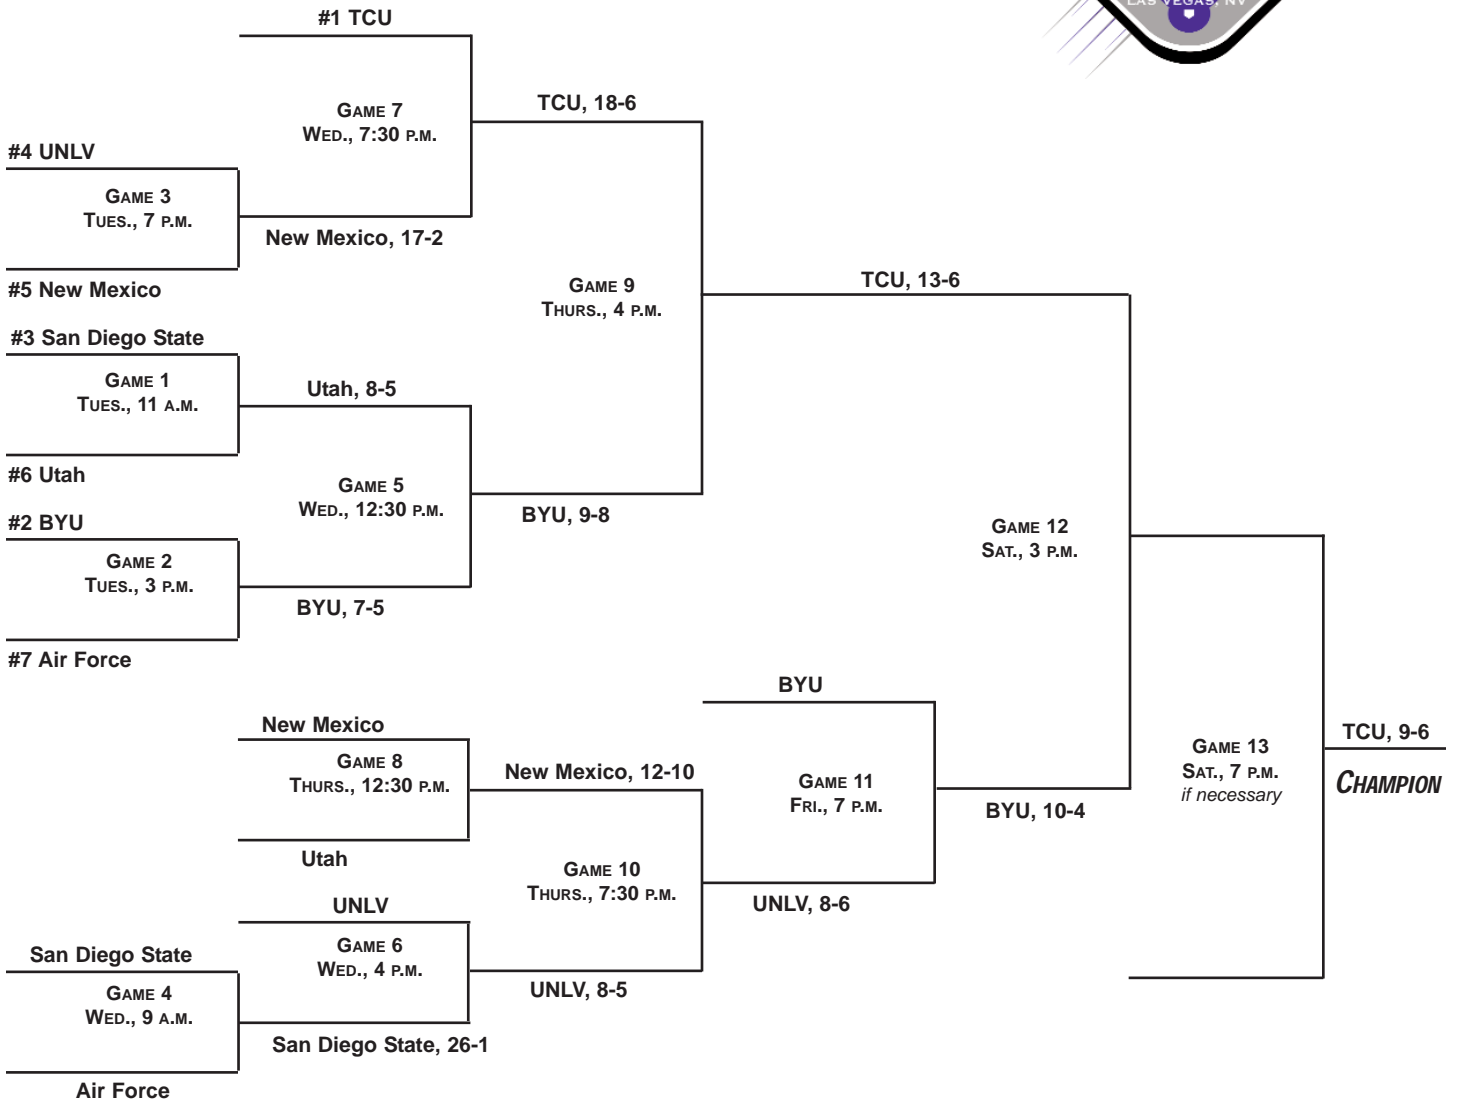 LAS VEGAS, NV
#1 TCU
GAME 7
WED., 7:30 P.M.
TCU, 18-6
#4 UNLV
GAME 3
TUES., 7 P.M.
New Mexico, 17-2
#5 New Mexico
GAME 9
THURS., 4 P.M.
TCU, 13-6
#3 San Diego State
GAME 1
TUES., 11 A.M.
Utah, 8-5
#6 Utah
GAME 5
WED., 12:30 P.M.
BYU, 9-8
#2 BYU
GAME 2
TUES., 3 P.M.
BYU, 7-5
#7 Air Force
GAME 12
SAT., 3 P.M.
BYU
New Mexico
GAME 8
THURS., 12:30 P.M.
New Mexico, 12-10
Utah
GAME 11
FRI., 7 P.M.
BYU, 10-4
GAME 13
SAT., 7 P.M.
if necessary
TCU, 9-6
CHAMPION
GAME 10
THURS., 7:30 P.M.
UNLV, 8-6
UNLV
GAME 6
WED., 4 P.M.
UNLV, 8-5
San Diego State
GAME 4
WED., 9 A.M.
San Diego State, 26-1
Air Force